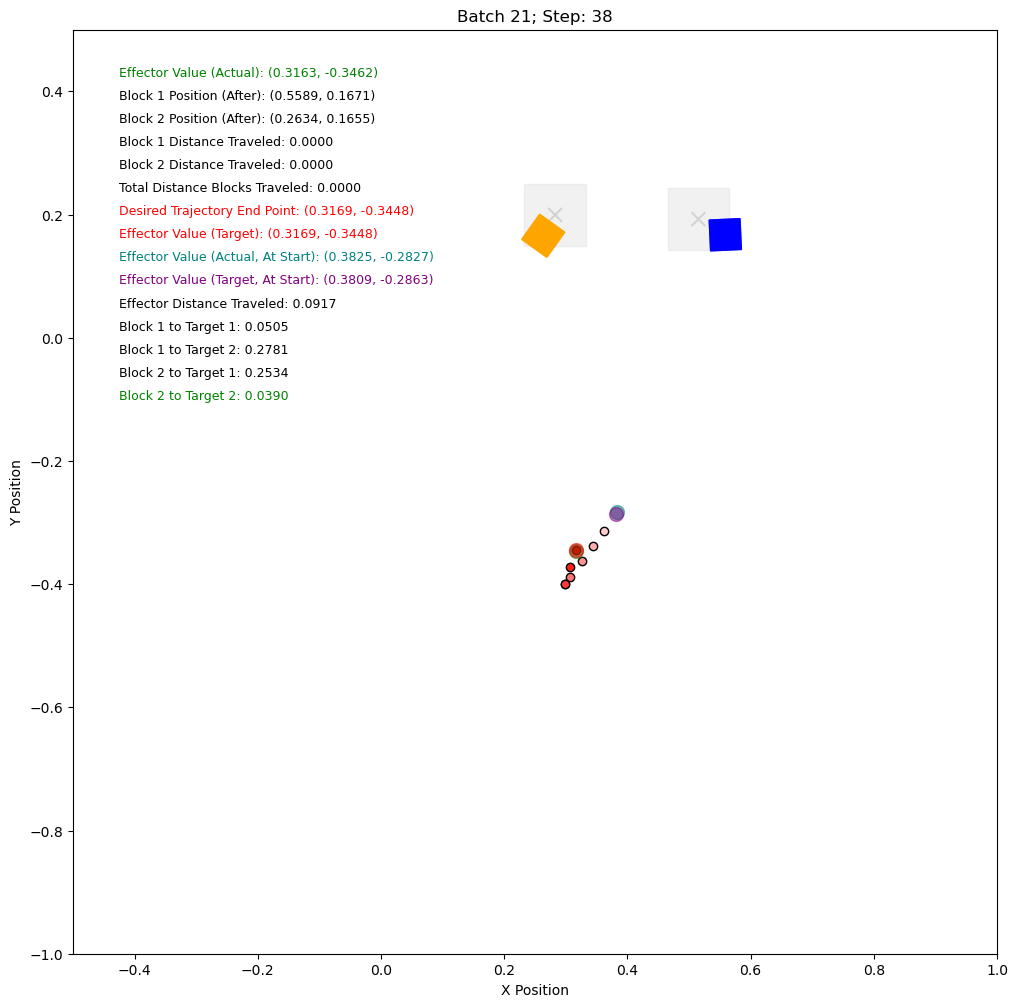 Batch 21; Step: 38
Effector Value (Actual): (0.3163, -0.3462)
Block 1 Position (After): (0.5589, 0.1671)
Block 2 Position (After): (0.2634, 0.1655)
Block 1 Distance Traveled: 0.0000
Block 2 Distance Traveled: 0.0000
Total Distance Blocks Traveled: 0.0000
Desired Trajectory End Point: (0.3169, -0.3448)
Effector Value (Target): (0.3169, -0.3448)
Effector Value (Actual, At Start): (0.3825, -0.2827)
Effector Value (Target, At Start): (0.3809, -0.2863)
Effector Distance Traveled: 0.0917
Block 1 to Target 1: 0.0505
Block 1 to Target 2: 0.2781
Block 2 to Target 1: 0.2534
Block 2 to Target 2: 0.0390
Y Position
0.4
0.2
0.0
−0.2
−0.4
−0.6
−0.8
−1.0
−0.4 −0.2 0.0 0.2 0.4 0.6 0.8 1.0
X Position